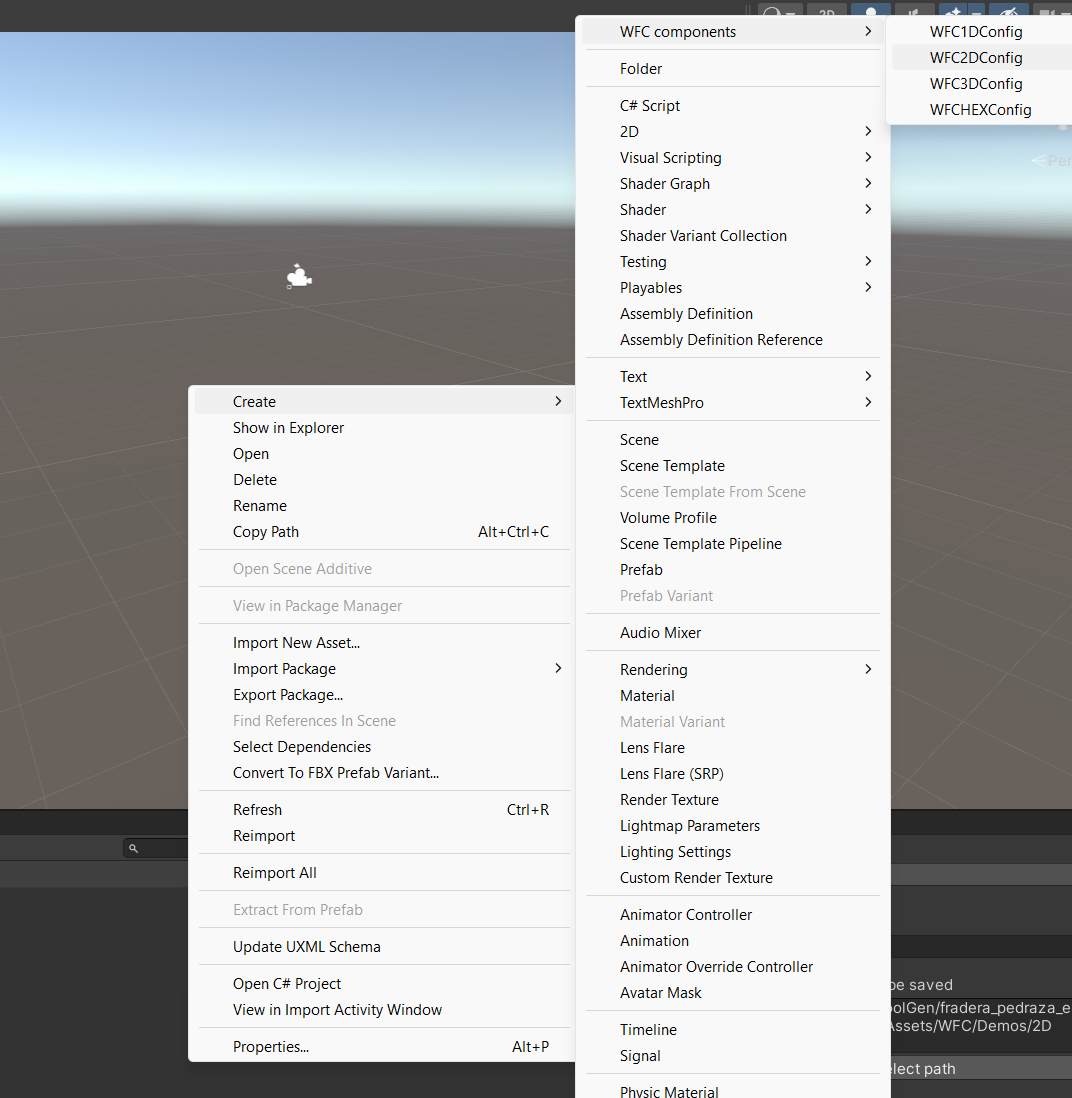 2D
WFC components
WFC1DConfig
WFC2DConfig
WFC3DConfig
WFCHEXConfig
Folder
C# Script
2D
Visual Scripting
Shader Graph
Shader
Shader Variant Collection
Testing
Playables
Assembly Definition
Assembly Definition Reference
Text
TextMeshPro
Scene
Scene Template
Scene Template From Scene
Volume Profile
Scene Template Pipeline
Prefab
Prefab Variant
Audio Mixer
Rendering
Material
Material Variant
Lens Flare
Lens Flare (SRP)
Render Texture
Lightmap Parameters
Lighting Settings
Custom Render Texture
Animator Controller
Animation
Animator Override Controller
Avatar Mask
Timeline
Signal
Physic Material
Create
Show in Explorer
Open
Delete
Rename
Copy Path Alt+Ctrl+C
Open Scene Additive
View in Package Manager
Import New Asset...
Import Package
Export Package...
Find References In Scene
Select Dependencies
Convert To FBX Prefab Variant...
Refresh Ctrl+R
Reimport
Reimport All
Extract From Prefab
Update UXML Schema
Open C# Project
View in Import Activity Window
Properties... Alt+P
be saved
oolGen/fradera_pedraza_e
Assets/WFC/Demos/2D
elect path